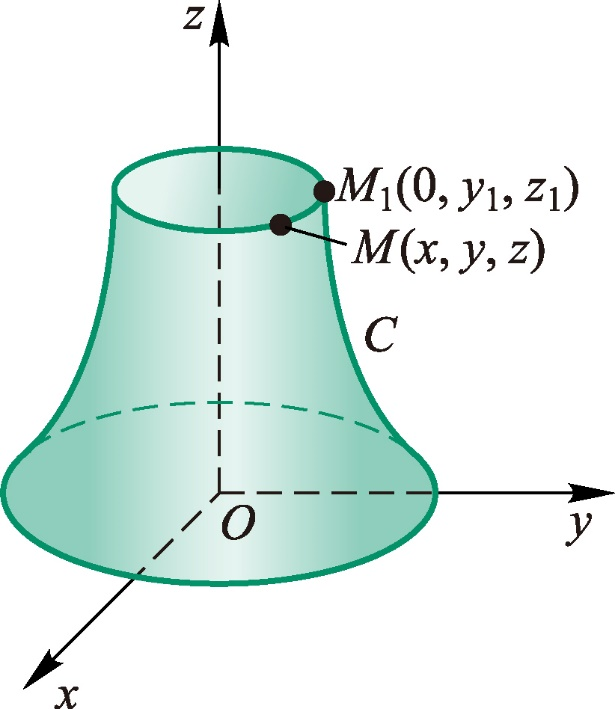 z
M₁(0, y₁, z₁)
M(x, y, z)
C
O
y
x